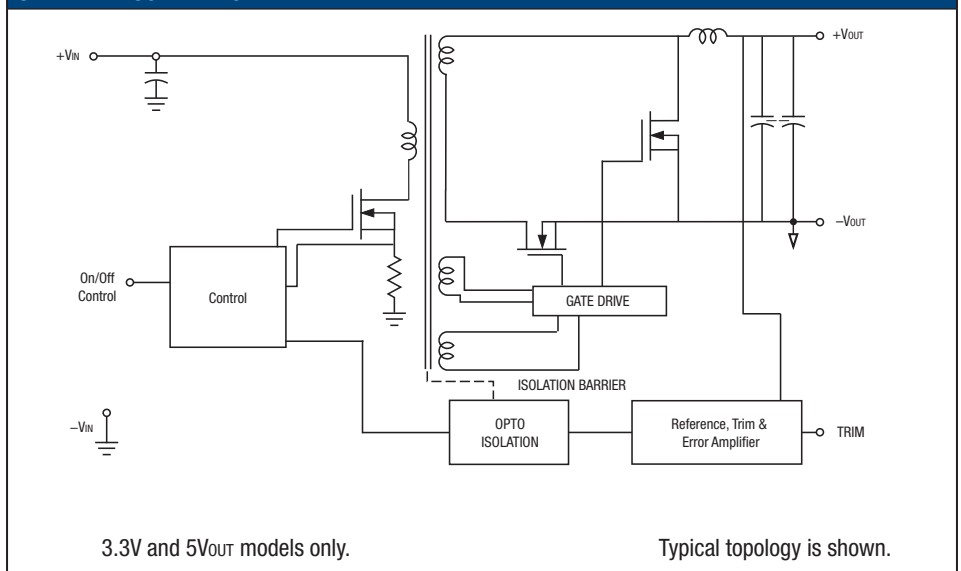 +VIN
+VOUT
–VOUT
On/Off
Control
Control
GATE DRIVE
ISOLATION BARRIER
–VIN
OPTO
ISOLATION
Reference, Trim &
Error Amplifier
TRIM
3.3V and 5VOUT models only.
Typical topology is shown.